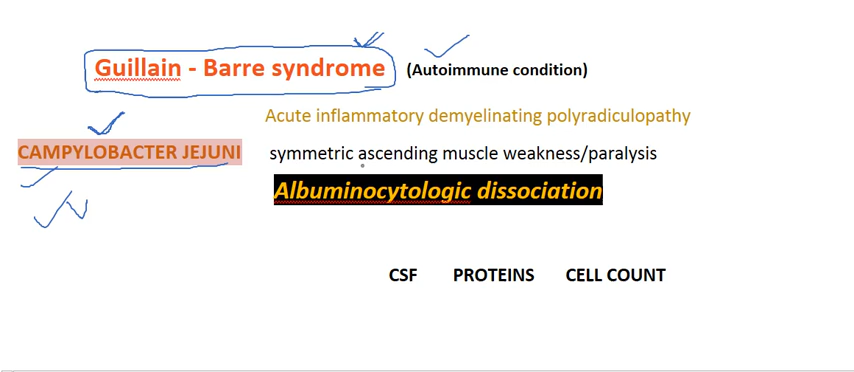 Guillain - Barre syndrome (Autoimmune condition)
Acute inflammatory demyelinating polyradiculopathy
CAMPYLOBACTER JEJUNI symmetric ascending muscle weakness/paralysis
Albuminocytologic dissociation
CSF PROTEINS CELL COUNT